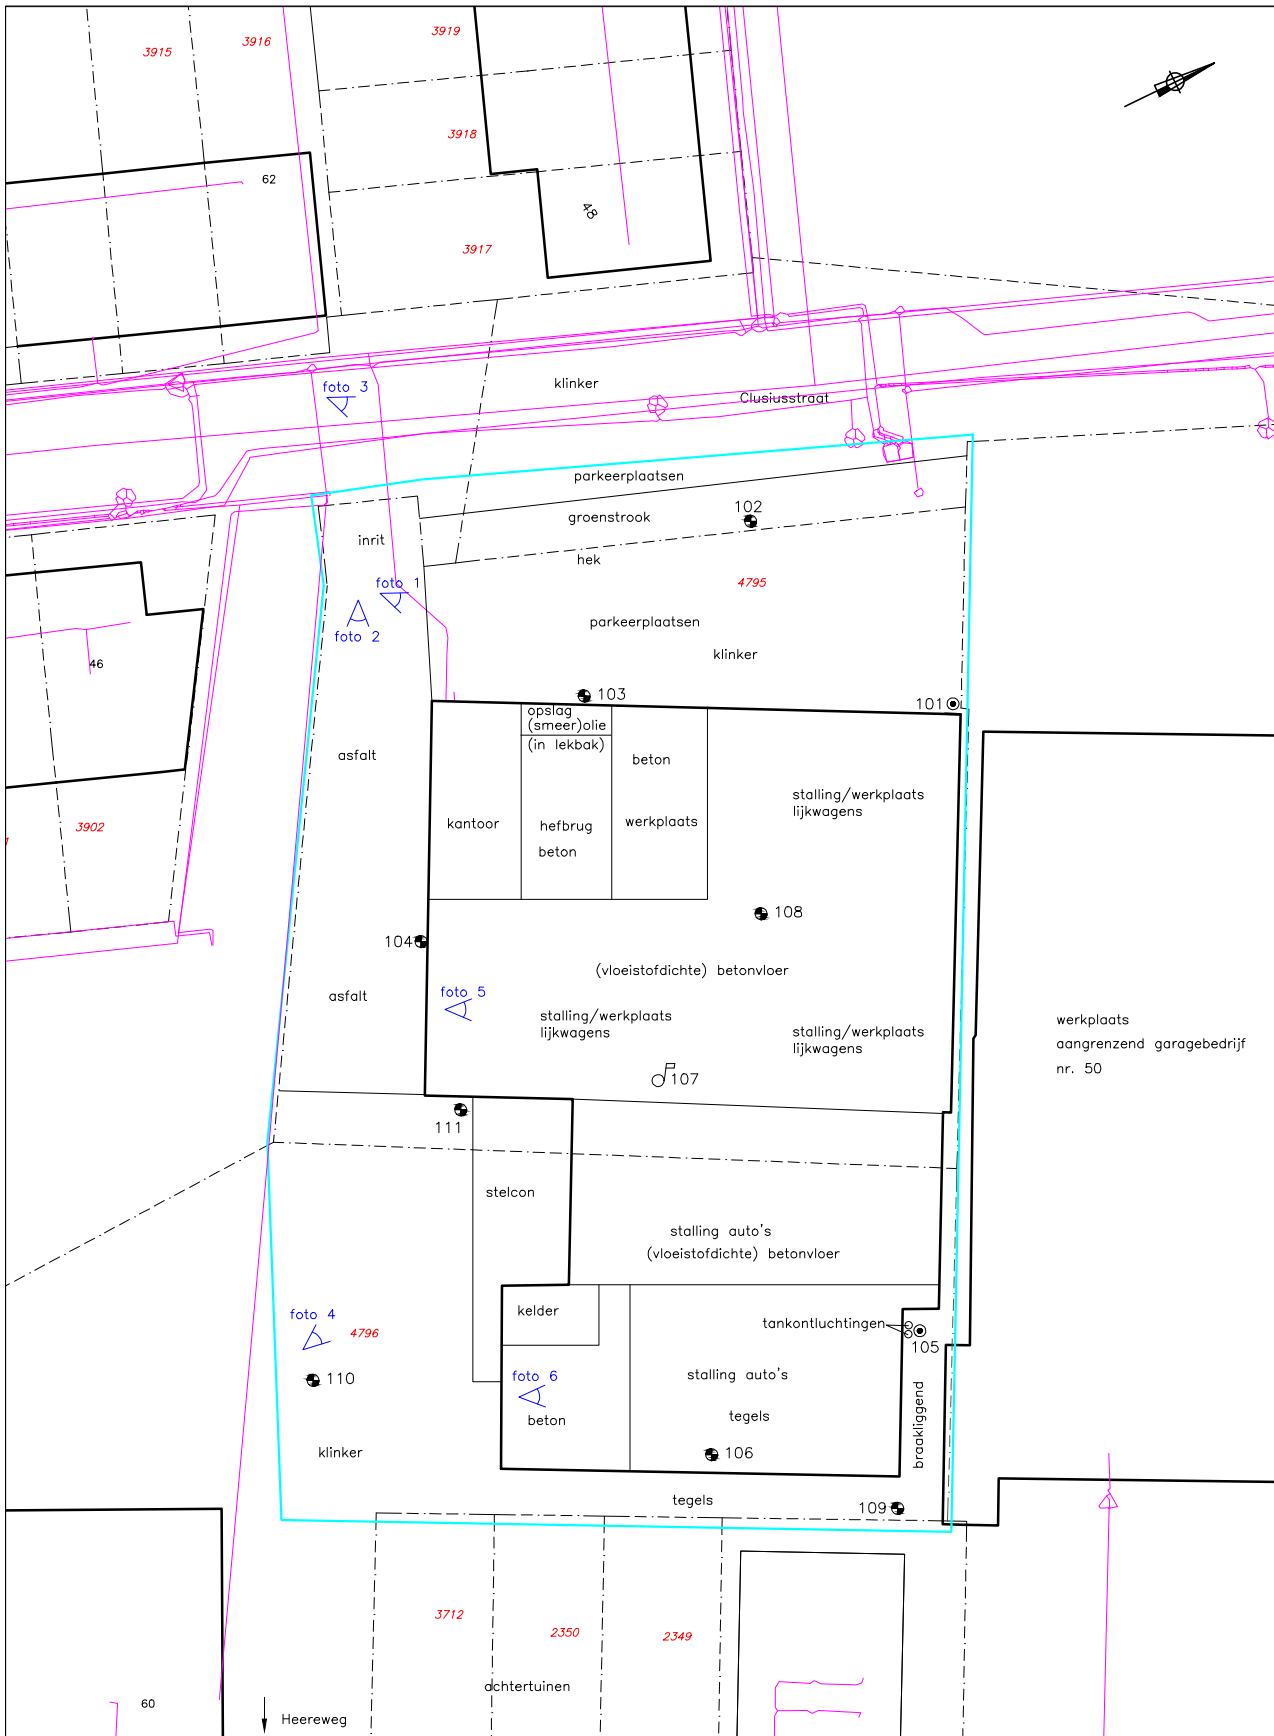 3915
3916
3919
3918
62
48
3917
foto 3
klinker
Clusiusstraat
parkeerplaatsen
groenstrook
102
inrit
hek
foto 1
4795
foto 2
parkeerplaatsen
klinker
46
103
101
opslag
(smeer)olie
(in lekbak)
asfalt
beton
stalling/werkplaats
lijkwagens
3902
kantoor
hefbrug
werkplaats
beton
108
104
(vloeistofdichte) betonvloer
foto 5
asfalt
stalling/werkplaats
lijkwagens
stalling/werkplaats
lijkwagens
werkplaats
aangrenzend garagebedrijf
nr. 50
107
111
stelcon
stalling auto's
(vloeistofdichte) betonvloer
foto 4
kelder
4796
tankontluchtingen
105
110
foto 6
stalling auto's
beton
tegels
braakliggend
klinker
106
tegels
109
3712
2350
2349
achtertuinen
60
Heereweg